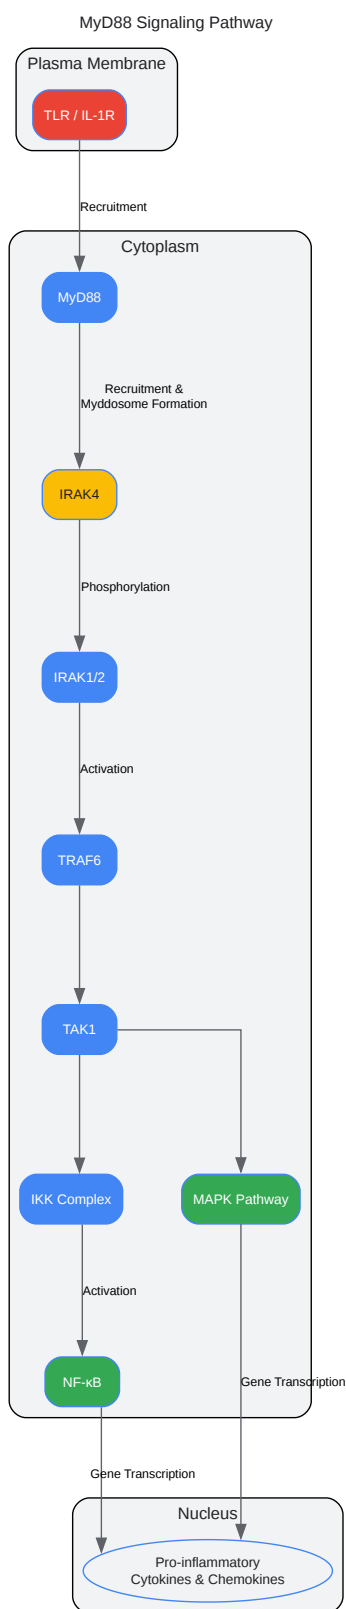 MyD88 Signaling Pathway
Plasma Membrane
TLR / IL-1R
Recruitment
Cytoplasm
MyD88
Recruitment &
Myddosome Formation
IRAK4
Phosphorylation
IRAK1/2
Activation
TRAF6
TAK1
IKK Complex
MAPK Pathway
Activation
NF-κB
Gene Transcription
Gene Transcription
Nucleus
Pro-inflammatory
Cytokines & Chemokines